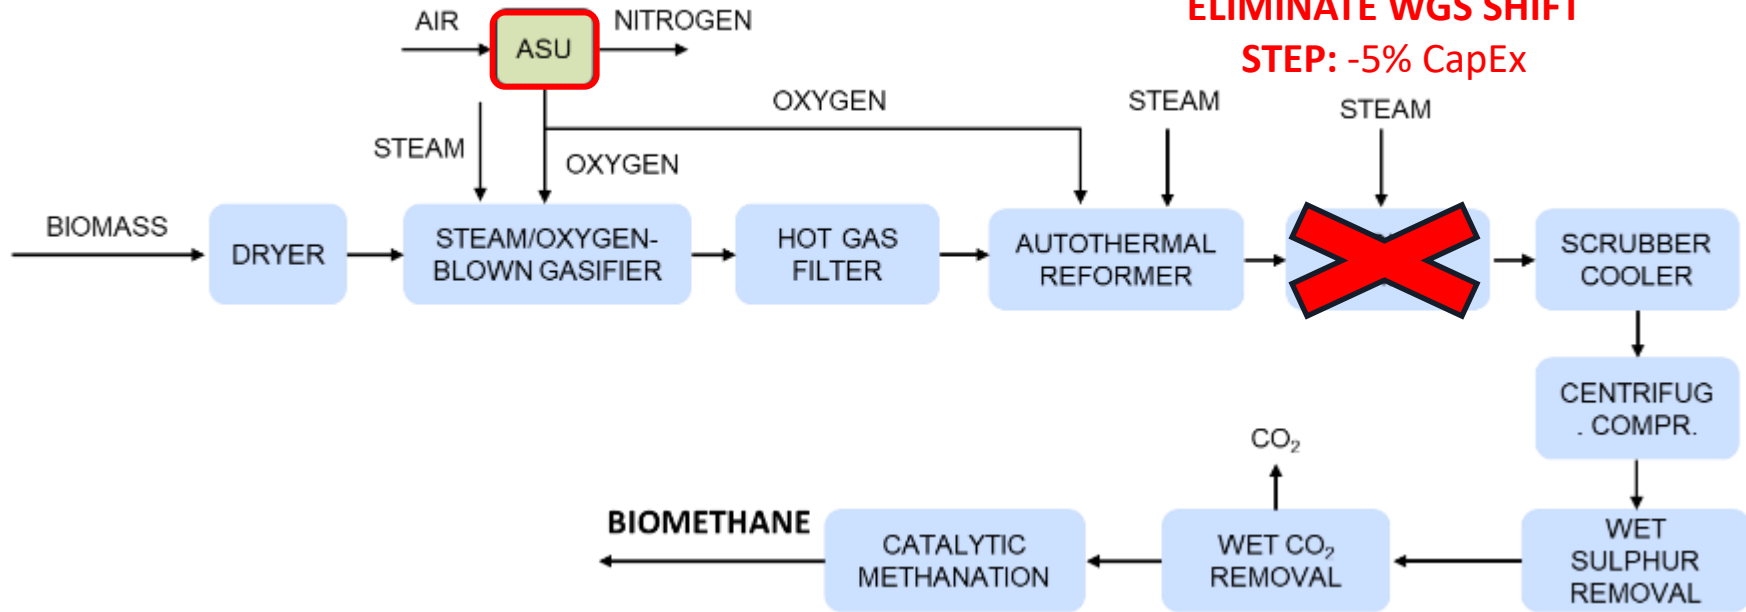 ELIMINATE WGS SHIFT
STEP: -5% CapEx
AIR
ASU
NITROGEN
OXYGEN
STEAM
STEAM
STEAM
OXYGEN
BIOMASS
DRYER
STEAM/OXYGEN-
BLOWN GASIFIER
HOT GAS
FILTER
AUTOTHERMAL
REFORMER
SCRUBBER
COOLER
CENTRIFUG
. COMPR.
WET
SULPHUR
REMOVAL
CO₂
WET CO₂
REMOVAL
CATALYTIC
METHANATION
BIOMETHANE